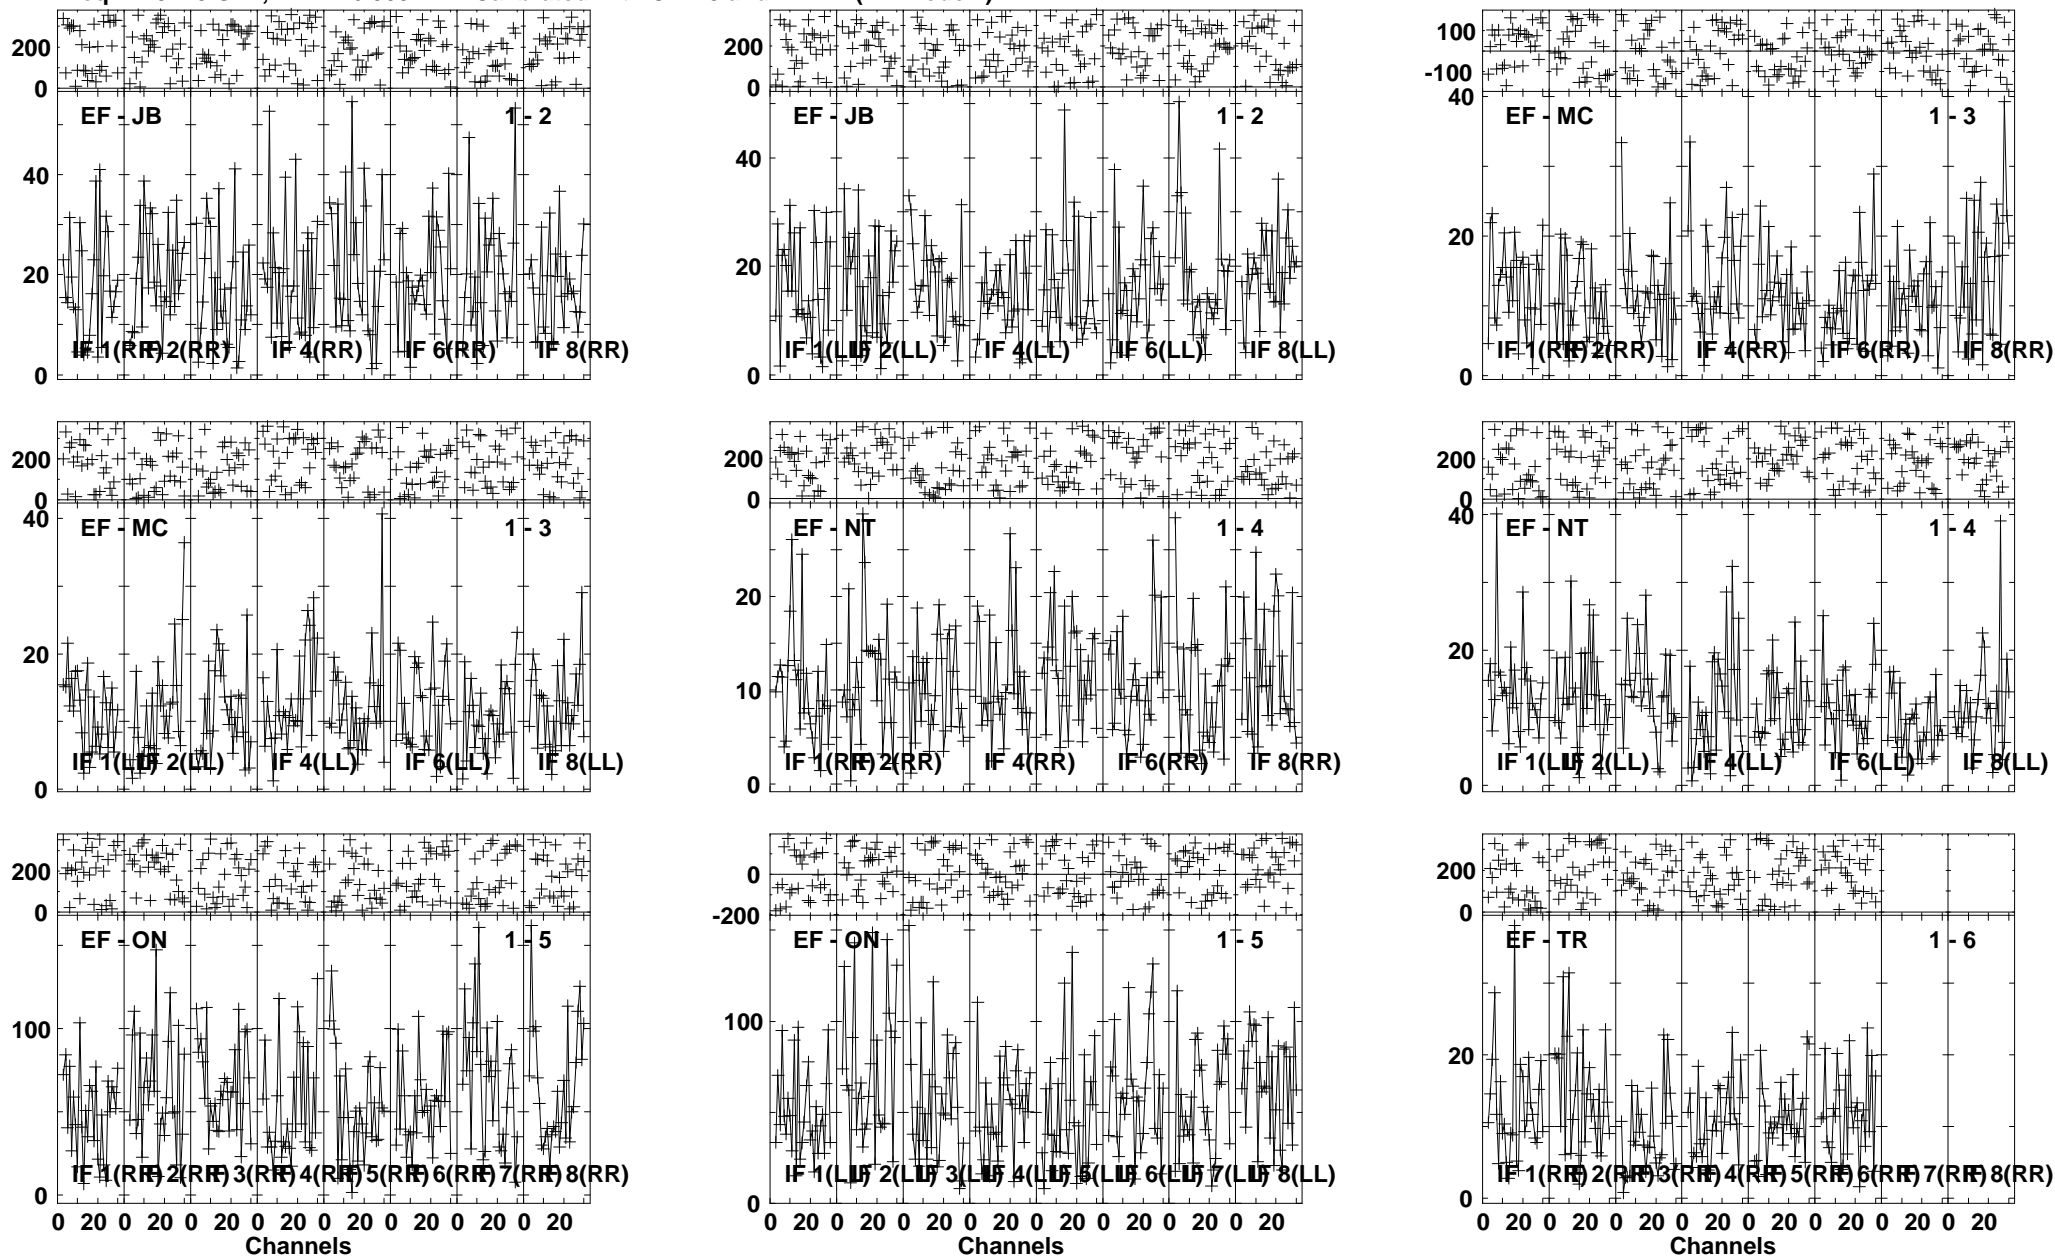 200
0
EF - JB
1 - 2
40
20
0
IF 1(RR)
IF 2(RR)
IF 4(RR)
IF 6(RR)
IF 8(RR)
200
0
EF - JB
1 - 2
40
20
0
IF 1(LL)
IF 2(LL)
IF 4(LL)
IF 6(LL)
IF 8(LL)
100
-100
40
EF - MC
1 - 3
20
0
IF 1(RR)
IF 2(RR)
IF 4(RR)
IF 6(RR)
IF 8(RR)
200
0
40
EF - MC
1 - 3
20
0
IF 1(LL)
IF 2(LL)
IF 4(LL)
IF 6(LL)
IF 8(LL)
200
0
EF - NT
1 - 4
20
10
0
IF 1(RR)
IF 2(RR)
IF 4(RR)
IF 6(RR)
IF 8(RR)
200
0
40
EF - NT
1 - 4
20
0
IF 1(LL)
IF 2(LL)
IF 4(LL)
IF 6(LL)
IF 8(LL)
200
0
EF - ON
1 - 5
100
0
IF 1(RR)
IF 2(RR)
IF 3(RR)
IF 4(RR)
IF 5(RR)
IF 6(RR)
IF 7(RR)
IF 8(RR)
0 20 0 20 0 20 0 20 0 20 0 20 0 20 0 20
Channels
0
-200
EF - ON
1 - 5
100
0
IF 1(LL)
IF 2(LL)
IF 3(LL)
IF 4(LL)
IF 5(LL)
IF 6(LL)
IF 7(LL)
IF 8(LL)
0 20 0 20 0 20 0 20 0 20 0 20 0 20 0 20
Channels
200
0
EF - TR
1 - 6
20
0
IF 1(RR)
IF 2(RR)
IF 3(RR)
IF 4(RR)
IF 5(RR)
IF 6(RR)
IF 7(RR)
IF 8(RR)
0 20 0 20 0 20 0 20 0 20 0 20 0 20 0 20
Channels